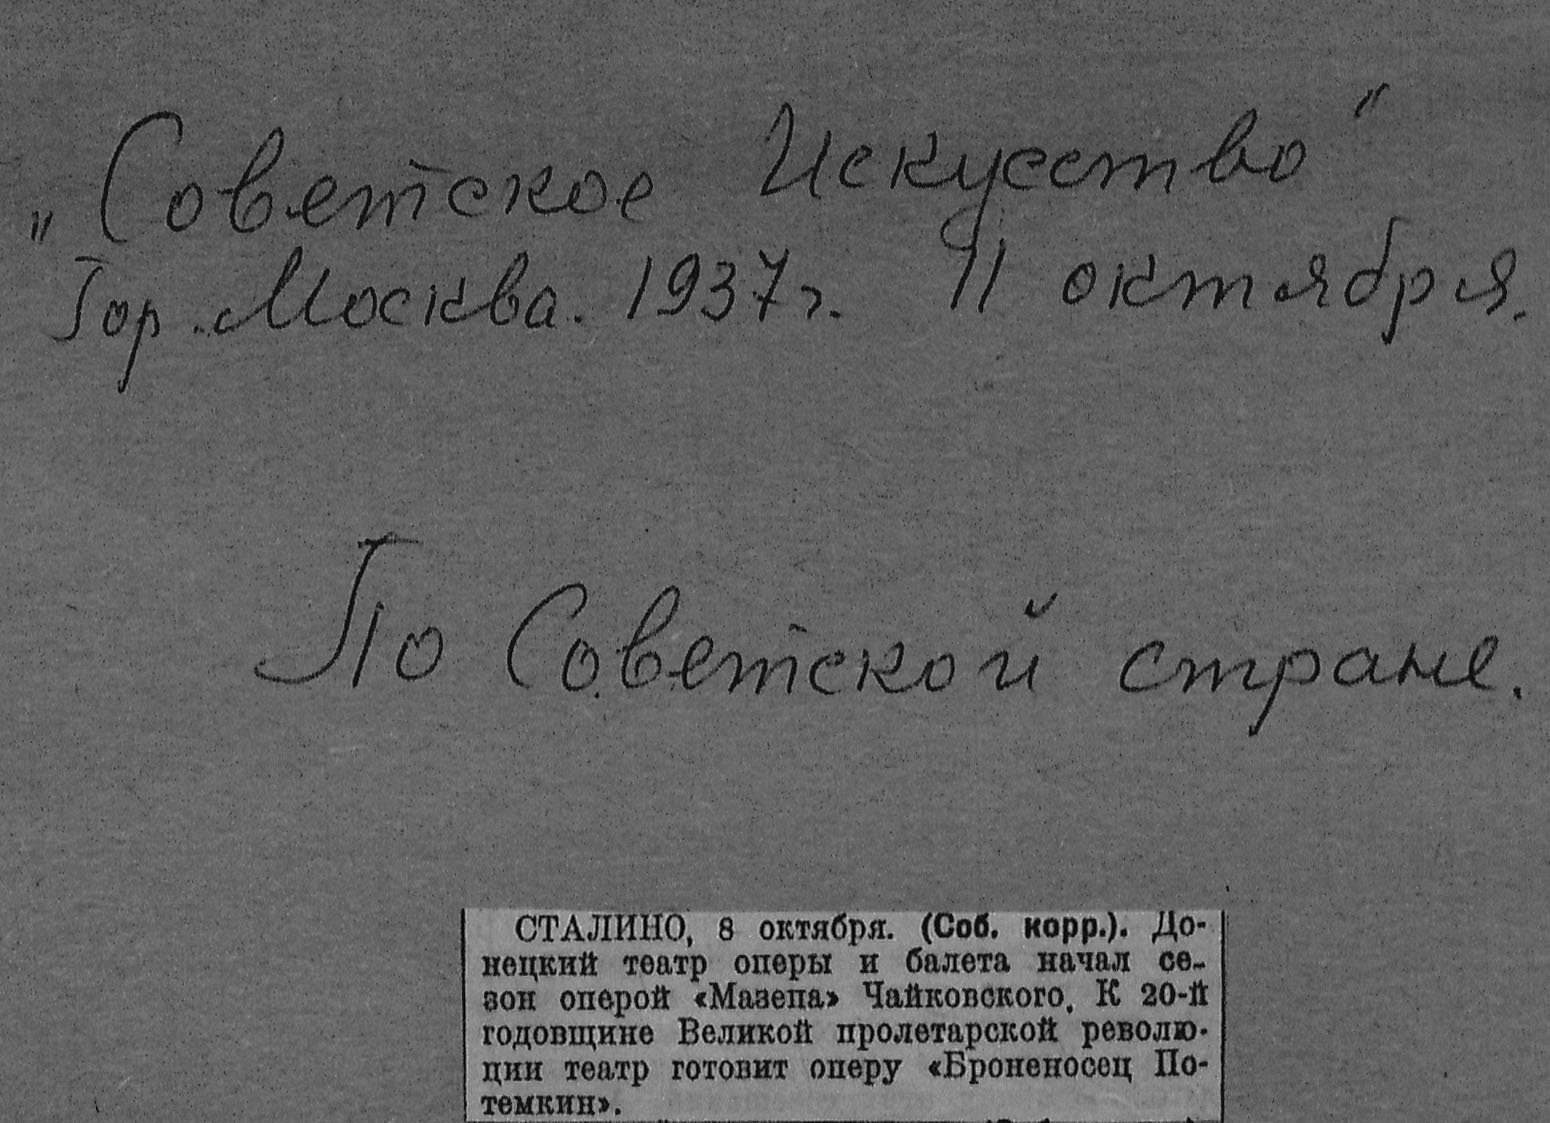 „Советское Искусство"
Гор. Москва. 1937 г. 11 октября.
По Советской стране.
СТАЛИНО, 8 октября. (Соб. корр.). До-
нецкий театр оперы и балета начал се-
зон оперой «Мазепа» Чайковского. К 20-й
годовщине Великой пролетарской револю-
ции театр готовит оперу «Броненосец По-
темкин».